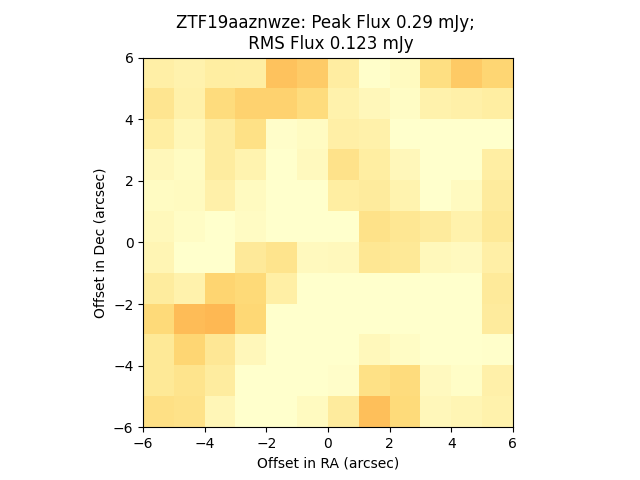 ZTF19aaznwze: Peak Flux 0.29 mJy;
RMS Flux 0.123 mJy
6
4
2
0
−2
−4
−6
Offset in Dec (arcsec)
−6 −4 −2 0 2 4 6
Offset in RA (arcsec)